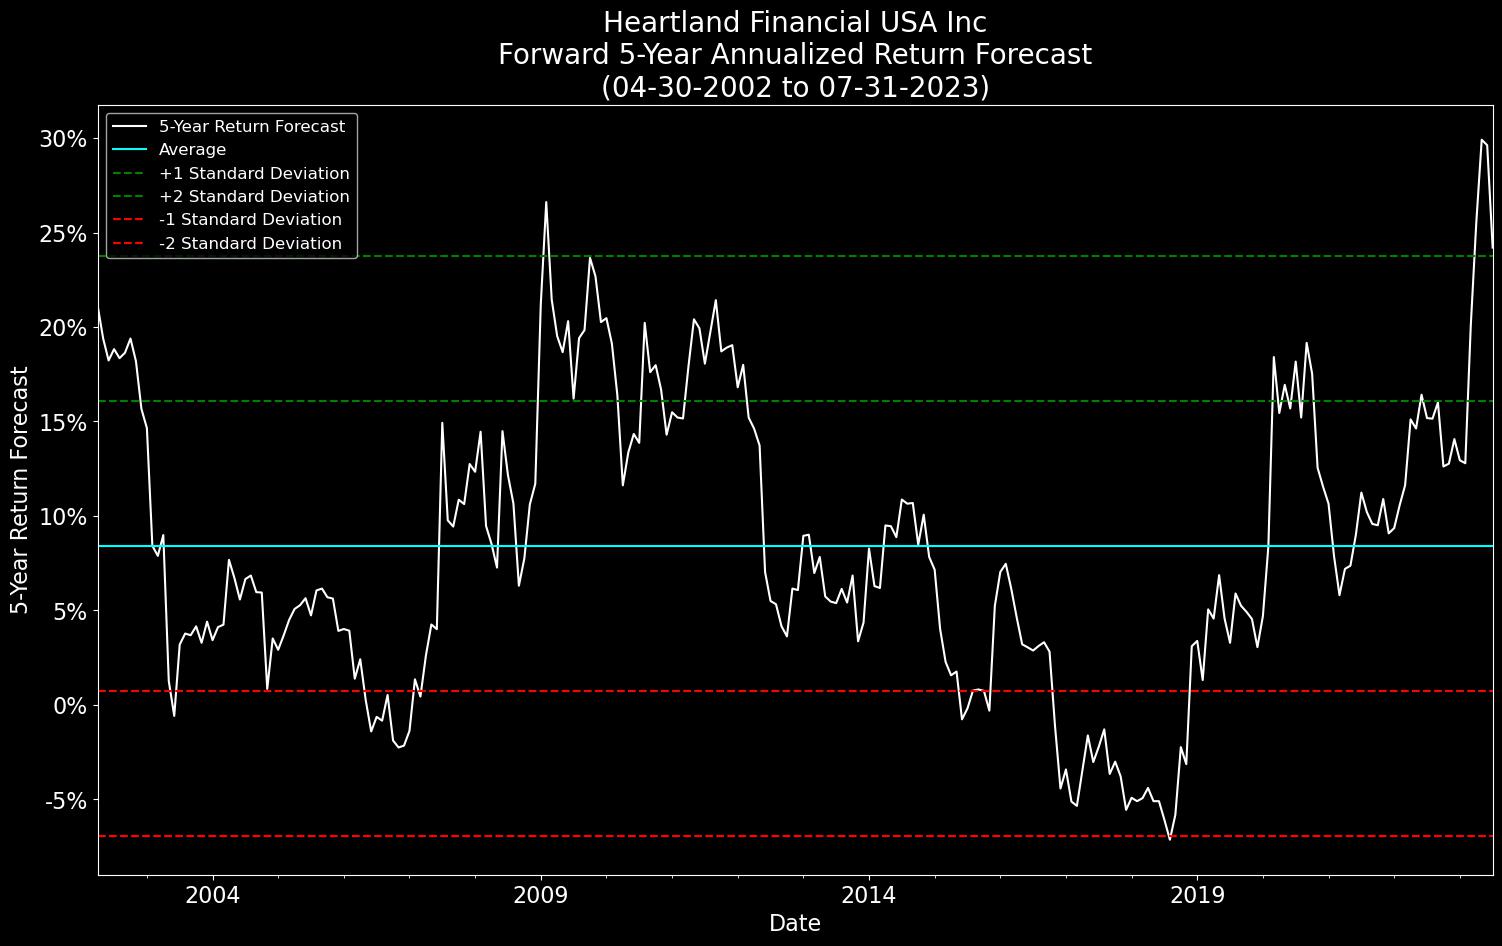 Heartland Financial USA Inc
Forward 5-Year Annualized Return Forecast
(04-30-2002 to 07-31-2023)
5-Year Return Forecast
Average
+1 Standard Deviation
+2 Standard Deviation
-1 Standard Deviation
-2 Standard Deviation
30%
25%
20%
15%
10%
5%
0%
-5%
5-Year Return Forecast
2004
2009
2014
2019
Date